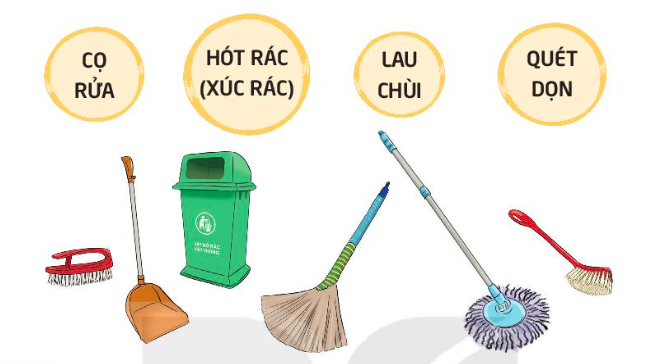 CỌ
RỬA
HÓT RÁC
(XÚC RÁC)
LAU
CHÙI
QUÉT
DỌN